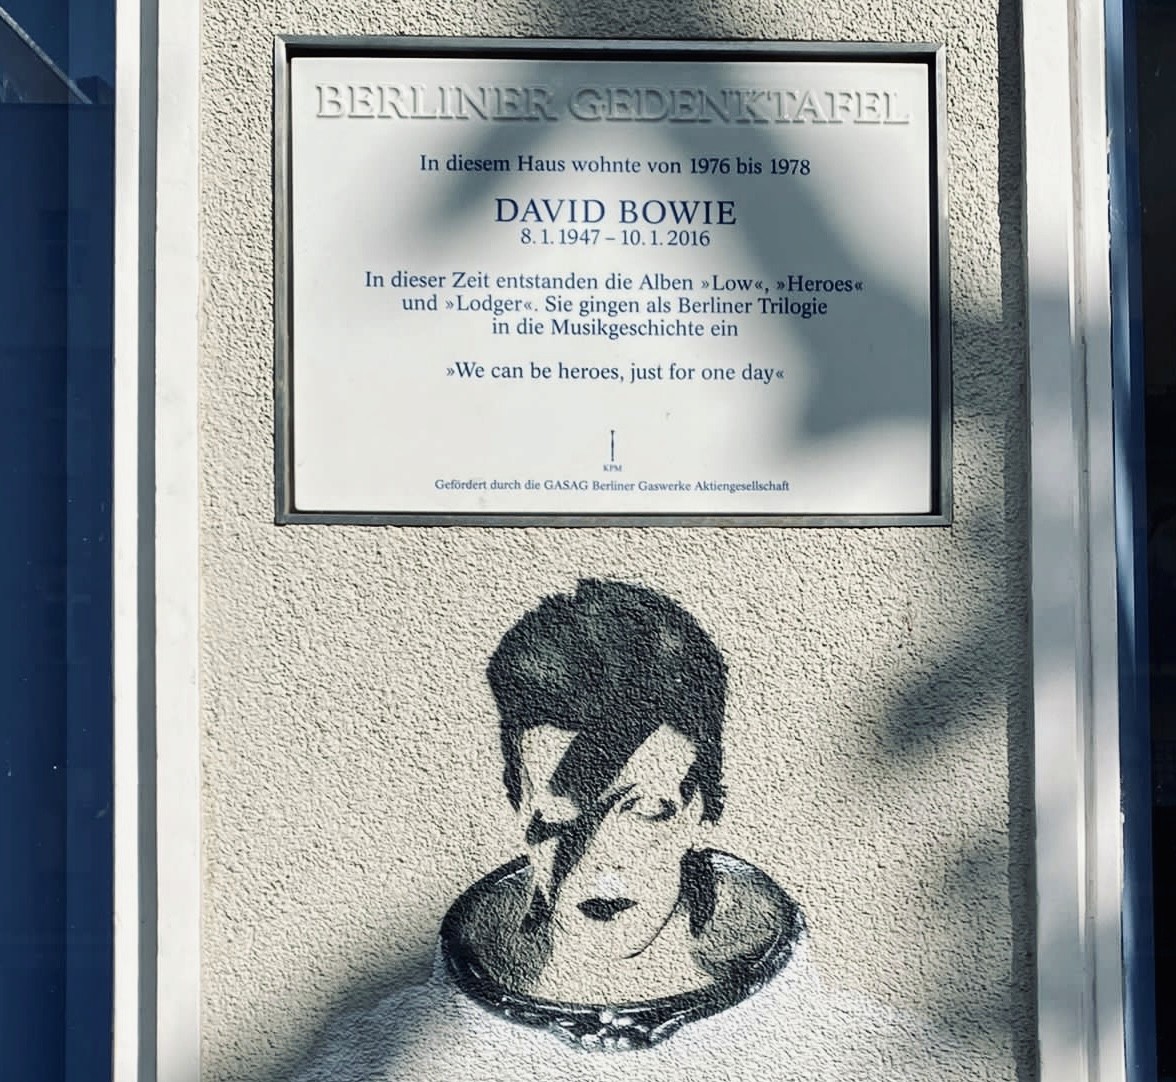 BERLINER GEDENKTAFEL
In diesem Haus wohnte von 1976 bis 1978
DAVID BOWIE
8. 1. 1947 – 10. 1. 2016
In dieser Zeit entstanden die Alben »Low«, »Heroes«
und »Lodger«. Sie gingen als Berliner Trilogie
in die Musikgeschichte ein
»We can be heroes, just for one day«
KPM
Gefördert durch die GASAG Berliner Gaswerke Aktiengesellschaft